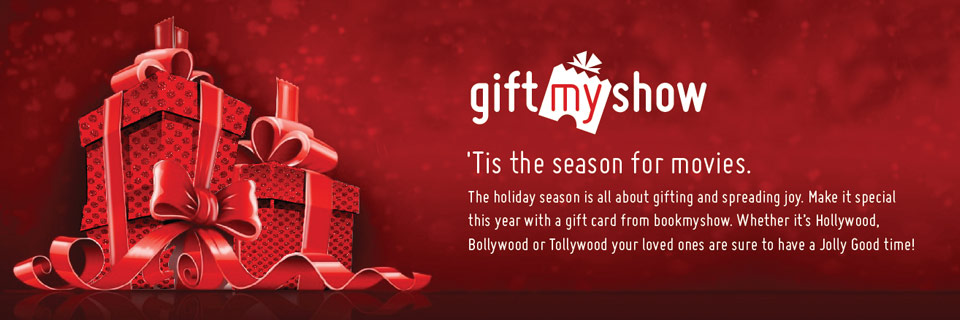 giftmyshow
'Tis the season for movies.
The holiday season is all about gifting and spreading joy. Make it special
this year with a gift card from bookmyshow. Whether it's Hollywood,
Bollywood or Tollywood your loved ones are sure to have a Jolly Good time!